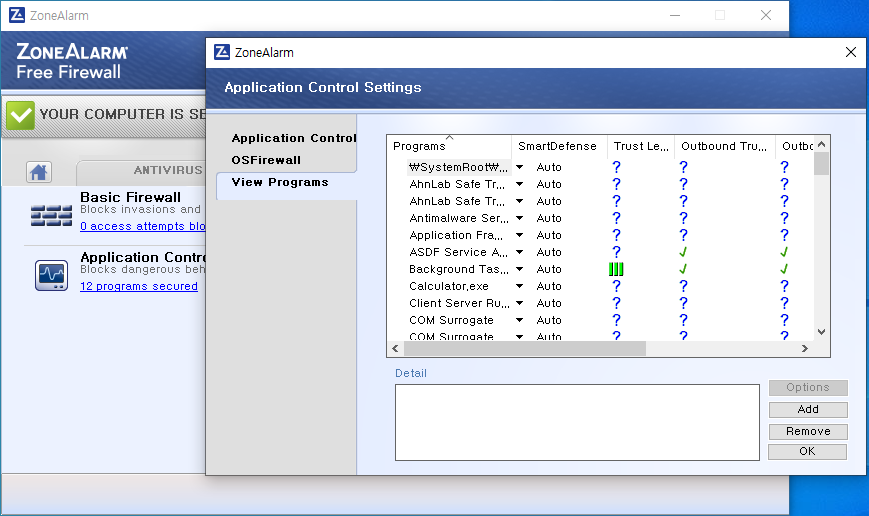 ZoneAlarm
ZONEALARM
Free Firewall
YOUR COMPUTER IS SE
ANTIVIRUS
Basic Firewall
Blocks invasions and
0 access attempts blo
Application Contro
Blocks dangerous beh
12 programs secured
ZoneAlarm
Application Control Settings
Application Control
OSFirewall
View Programs
Programs SmartDefense Trust Le... Outbound Tru... Outbo
₩SystemRoot₩... Auto ? ? ?
AhnLab Safe Tr... Auto ? ? ?
AhnLab Safe Tr... Auto ? ? ?
Antimalware Ser... Auto ? ? ?
Application Fra... Auto ? ? ?
ASDF Service A... Auto ? ✓ ✓
Background Tas... Auto ✓ ✓
Calculator.exe Auto ? ? ?
Client Server Ru... Auto ? ? ?
COM Surrogate Auto ? ? ?
COM Surrogate Auto ? ? ?
Detail
Options
Add
Remove
OK